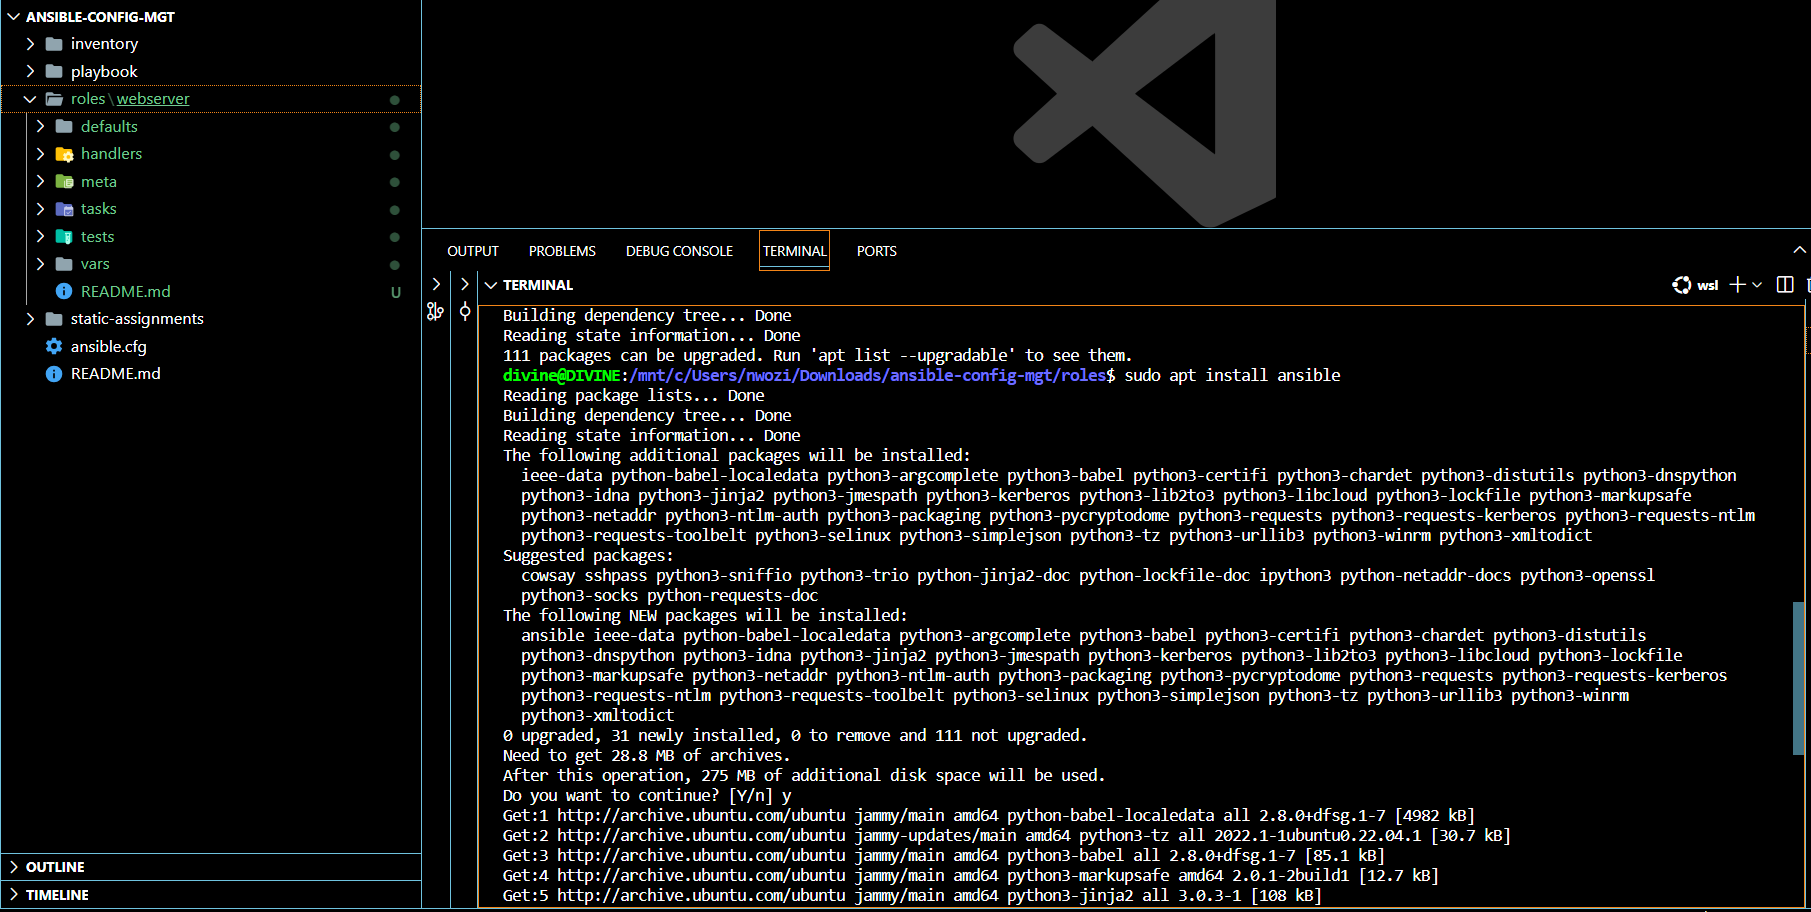 ANSIBLE-CONFIG-MGT
inventory
playbook
roles\webserver
defaults
handlers
meta
tasks
tests
vars
README.md U
static-assignments
ansible.cfg
README.md
OUTLINE
TIMELINE
OUTPUT PROBLEMS DEBUG CONSOLE TERMINAL PORTS
TERMINAL wsl
Building dependency tree... Done
Reading state information... Done
111 packages can be upgraded. Run 'apt list --upgradable' to see them.
divine@DIVINE:/mnt/c/Users/nwozi/Downloads/ansible-config-mgt/roles$ sudo apt install ansible
Reading package lists... Done
Building dependency tree... Done
Reading state information... Done
The following additional packages will be installed:
ieee-data python-babel-localedata python3-argcomplete python3-babel python3-certifi python3-chardet python3-distutils python3-dnspython
python3-idna python3-jinja2 python3-jmespath python3-kerberos python3-lib2to3 python3-libcloud python3-lockfile python3-markupsafe
python3-netaddr python3-ntlm-auth python3-packaging python3-pycryptodome python3-requests python3-requests-kerberos python3-requests-ntlm
python3-requests-toolbelt python3-selinux python3-simplejson python3-tz python3-urllib3 python3-winrm python3-xmltodict
Suggested packages:
cowsay sshpass python3-sniffio python3-trio python-jinja2-doc python-lockfile-doc ipython3 python-netaddr-docs python3-openssl
python3-socks python-requests-doc
The following NEW packages will be installed:
ansible ieee-data python-babel-localedata python3-argcomplete python3-babel python3-certifi python3-chardet python3-distutils
python3-dnspython python3-idna python3-jinja2 python3-jmespath python3-kerberos python3-lib2to3 python3-libcloud python3-lockfile
python3-markupsafe python3-netaddr python3-ntlm-auth python3-packaging python3-pycryptodome python3-requests python3-requests-kerberos
python3-requests-ntlm python3-requests-toolbelt python3-selinux python3-simplejson python3-tz python3-urllib3 python3-winrm
python3-xmltodict
0 upgraded, 31 newly installed, 0 to remove and 111 not upgraded.
Need to get 28.8 MB of archives.
After this operation, 275 MB of additional disk space will be used.
Do you want to continue? [Y/n] y
Get:1 http://archive.ubuntu.com/ubuntu jammy/main amd64 python-babel-localedata all 2.8.0+dfsg.1-7 [4982 kB]
Get:2 http://archive.ubuntu.com/ubuntu jammy-updates/main amd64 python3-tz all 2022.1-1ubuntu0.22.04.1 [30.7 kB]
Get:3 http://archive.ubuntu.com/ubuntu jammy/main amd64 python3-babel all 2.8.0+dfsg.1-7 [85.1 kB]
Get:4 http://archive.ubuntu.com/ubuntu jammy/main amd64 python3-markupsafe amd64 2.0.1-2build1 [12.7 kB]
Get:5 http://archive.ubuntu.com/ubuntu jammy/main amd64 python3-jinja2 all 3.0.3-1 [108 kB]